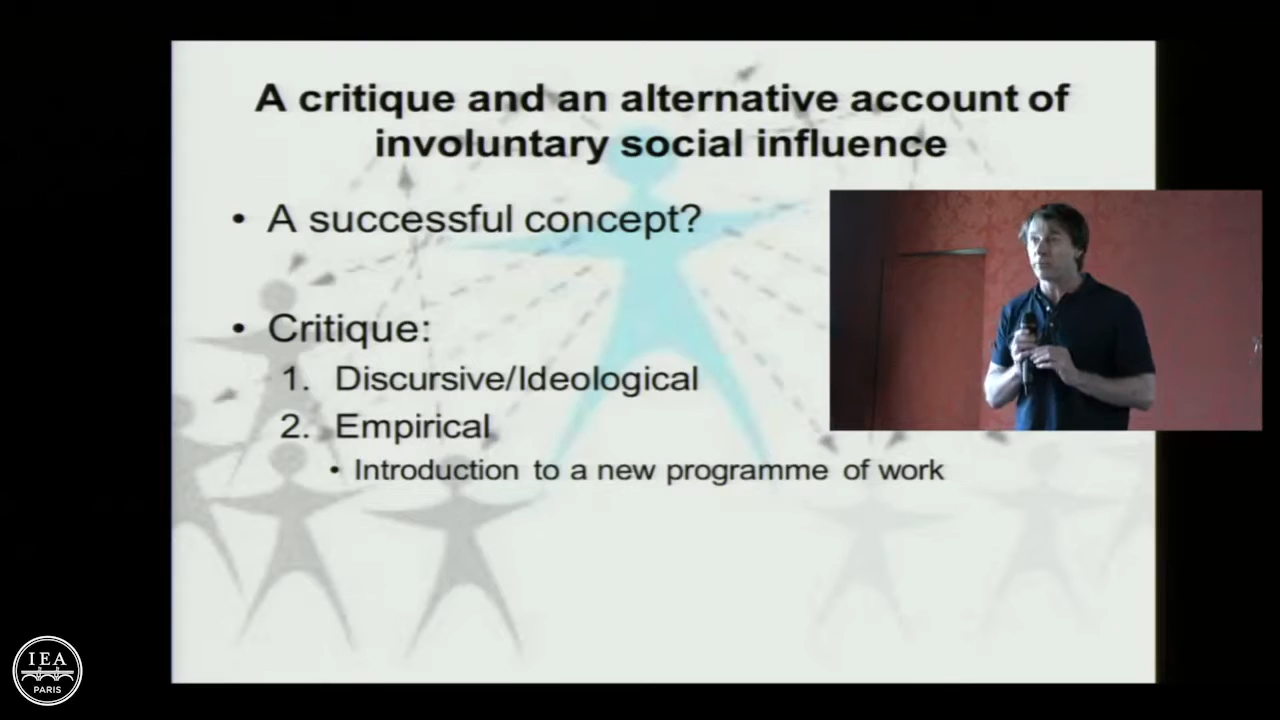 A critique and an alternative account of
involuntary social influence
• A successful concept?
• Critique:
1. Discursive/Ideological
2. Empirical
• Introduction to a new programme of work
IEA
PARIS